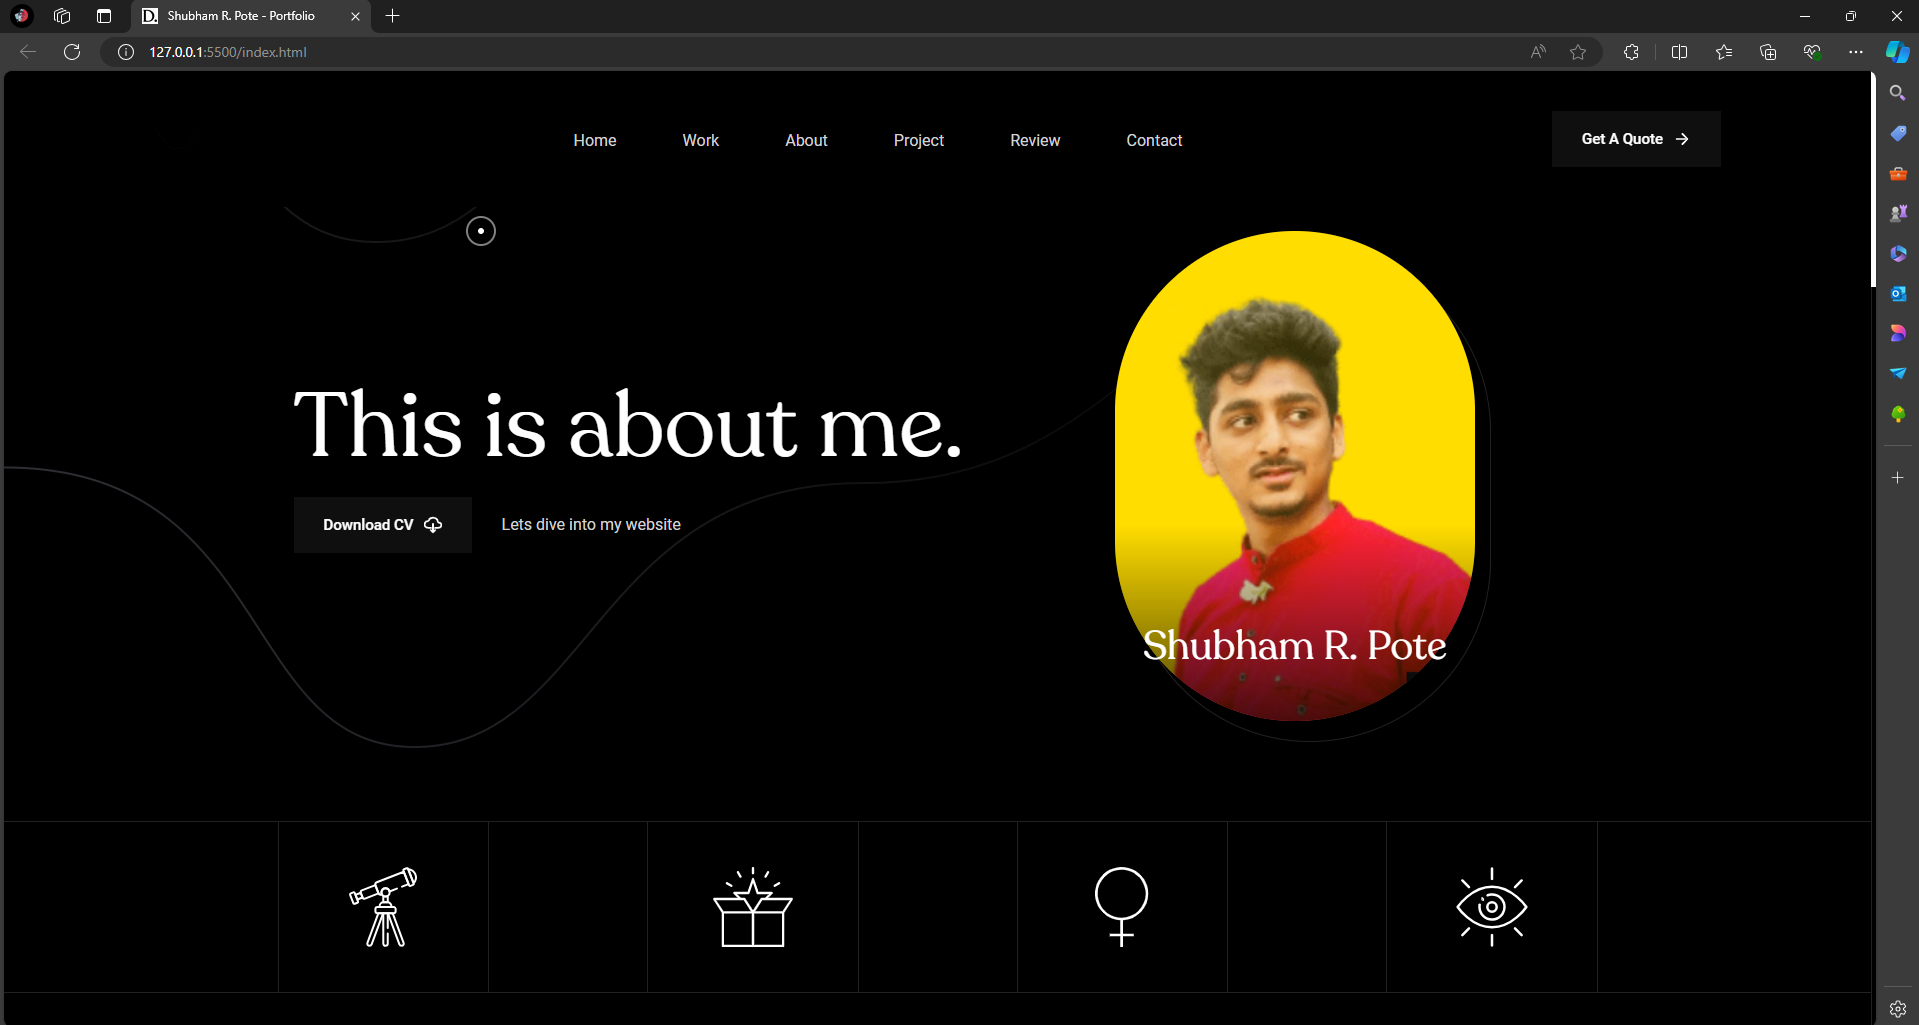 Shubham R. Pote - Portfolio
127.0.0.1:5500/index.html
Home Work About Project Review Contact
Get A Quote
This is about me.
Download CV
Lets dive into my website
Shubham R. Pote